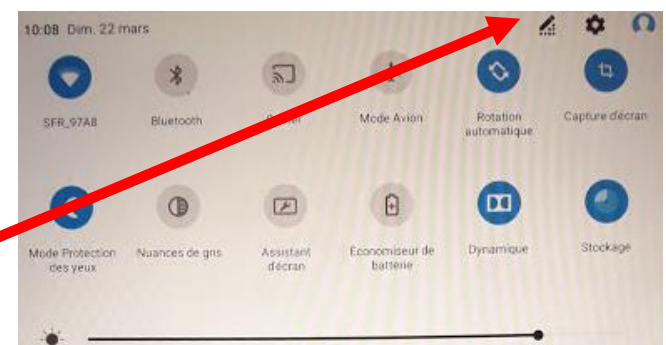 10:08 Dim. 22 mars
SFR_97AB
Bluetooth
Mode Avion
Rotation
automatique
Capture d'écran
Mode Protection
des yeux
Nuances de gris
Assistant
d'écran
Économiseur de
batterie
Dynamique
Stockage